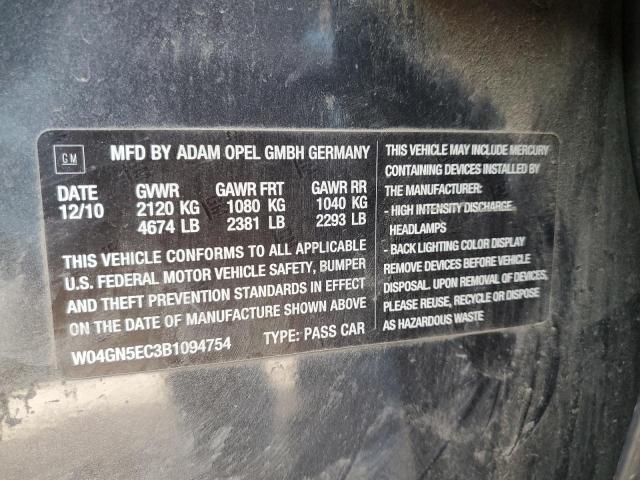 GM
MFD BY ADAM OPEL GMBH GERMANY
DATE GVWR GAWR FRT GAWR RR
12/10 2120 KG 1080 KG 1040 KG
4674 LB 2381 LB 2293 LB
THIS VEHICLE CONFORMS TO ALL APPLICABLE
U.S. FEDERAL MOTOR VEHICLE SAFETY, BUMPER
AND THEFT PREVENTION STANDARDS IN EFFECT
ON THE DATE OF MANUFACTURE SHOWN ABOVE
W04GN5EC3B1094754 TYPE: PASS CAR
THIS VEHICLE MAY INCLUDE MERCURY
CONTAINING DEVICES INSTALLED BY
THE MANUFACTURER:
- HIGH INTENSITY DISCHARGE
HEADLAMPS
- BACK LIGHTING COLOR DISPLAY
REMOVE DEVICES BEFORE VEHICLE
DISPOSAL. UPON REMOVAL OF DEVICES,
PLEASE REUSE, RECYCLE OR DISPOSE
AS HAZARDOUS WASTE